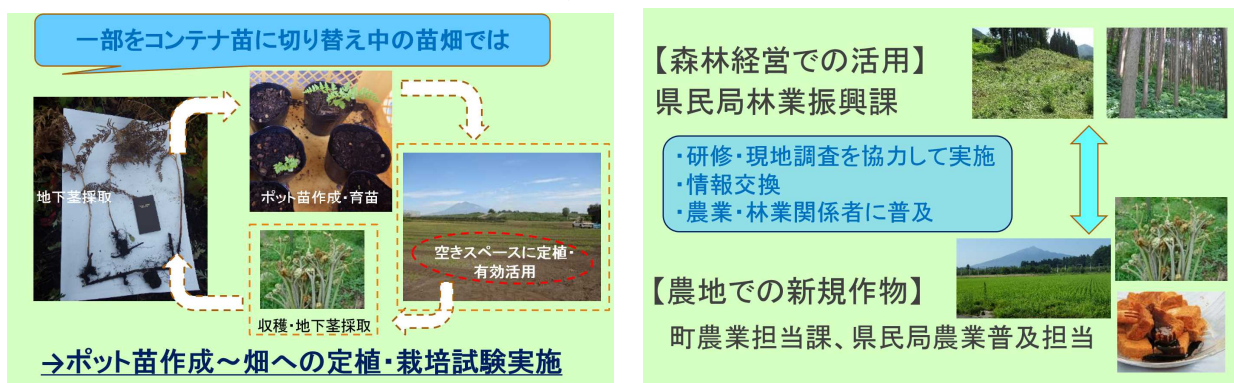 一部をコンテナ苗に切り替え中の苗畑では
地下茎採取
ポット苗作成・育苗
空きスペースに定植・
有効活用
収穫・地下茎採取
→ポット苗作成～畑への定植・栽培試験実施
【森林経営での活用】
県民局林業振興課
・研修・現地調査を協力して実施
・情報交換
・農業・林業関係者に普及
【農地での新規作物】
町農業担当課、県民局農業普及担当